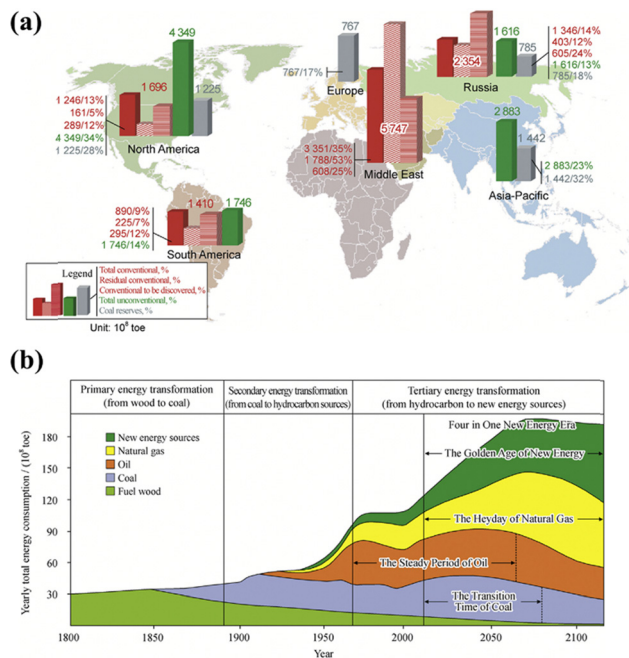 (a)
4 349
1 696
1 225
1 246/13%
161/5%
289/12%
4 349/34%
1 225/28%
North America
767
767/17%
Europe
5 747
3 351/35%
1 788/53%
608/25%
Middle East
1 616
2 354
785
1 346/14%
403/12%
605/24%
1 616/13%
785/18%
Russia
2 883
1 442
2 883/23%
1,442/32%
Asia-Pacific
1 410
1 746
890/9%
225/7%
295/12%
1 746/14%
South America
Legend
Total conventional, %
Residual conventional, %
Conventional to be discovered, %
Total unconventional, %
Coal reserves, %
Unit: 10⁸ toe
(b)
Primary energy transformation
(from wood to coal)
Secondary energy transformation
(from coal to hydrocarbon sources)
Tertiary energy transformation
(from hydrocarbon to new energy sources)
Four in One New Energy Era
The Golden Age of New Energy
The Heyday of Natural Gas
The Steady Period of Oil
The Transition
Time of Coal
New energy sources
Natural gas
Oil
Coal
Fuel wood
Yearly total energy consumption / (10⁸ toe)
180
150
120
90
60
30
1800
1850
1900
1950
2000
2050
2100
Year